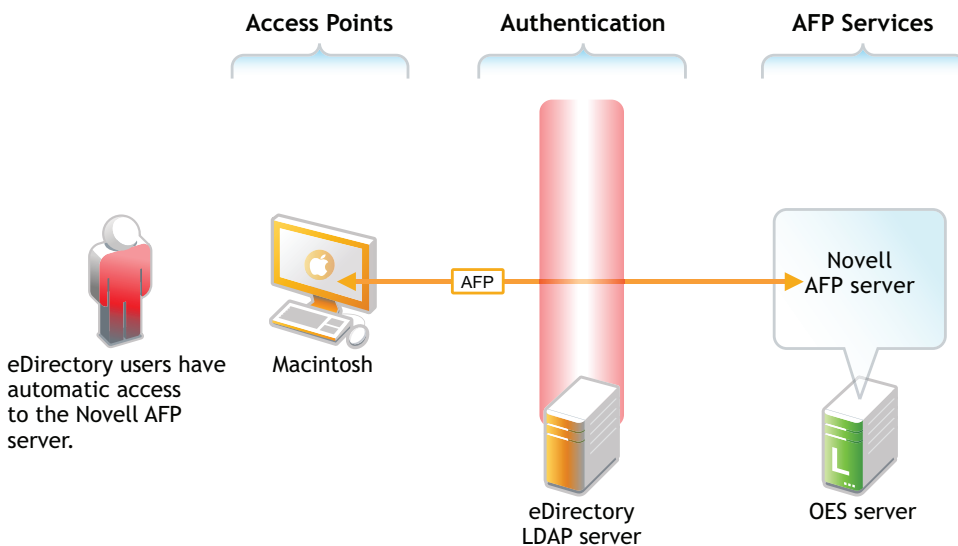 Access Points
Authentication
AFP Services
AFP
Novell
AFP server
eDirectory users have
automatic access
to the Novell AFP
server.
Macintosh
eDirectory
LDAP server
L
OES server